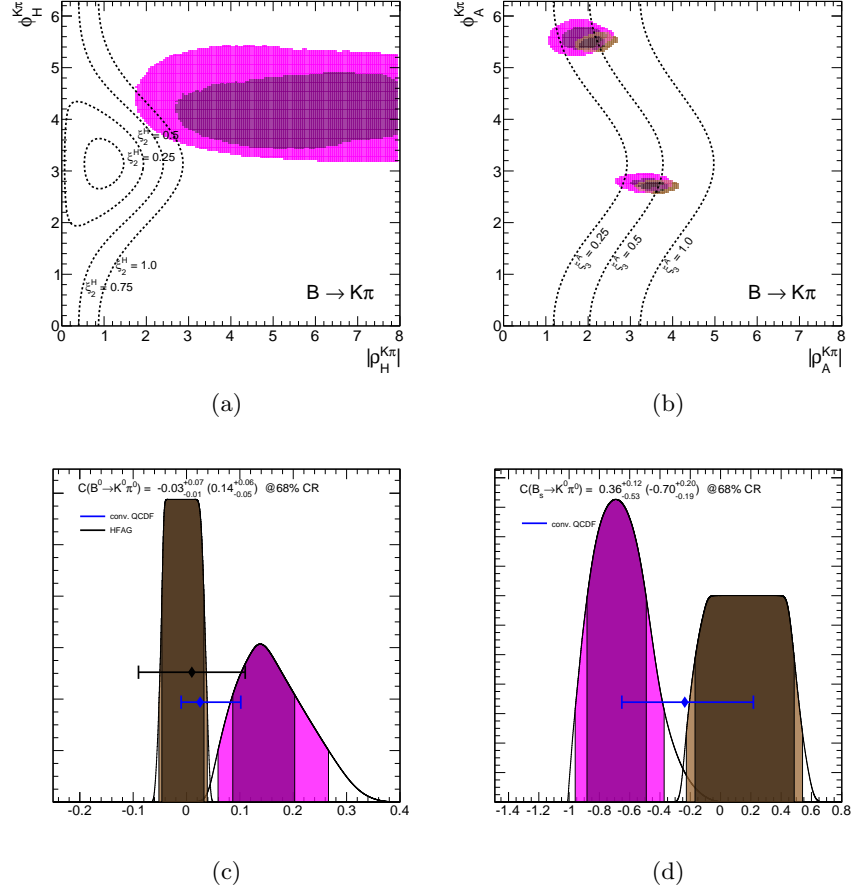 φ_H^{Kπ}
6
5
4
3
2
1
0
ξ_2^H = 0.5
ξ_2^H = 0.25
ξ_2^H = 1.0
ξ_2^H = 0.75
B → Kπ
0 1 2 3 4 5 6 7 8
|ρ_H^{Kπ}|
(a)
φ_A^{Kπ}
6
5
4
3
2
1
0
ξ_3^A = 0.25
ξ_3^A = 0.5
ξ_3^A = 1.0
B → Kπ
0 1 2 3 4 5 6 7 8
|ρ_A^{Kπ}|
(b)
C(B^0→K^0π^0) = -0.03^{+0.07}_{-0.01} (0.14^{+0.06}_{-0.05}) @68% CR
conv. QCDF
HFAG
-0.2 -0.1 0 0.1 0.2 0.3 0.4
(c)
C(B_s→K^0π^0) = 0.36^{+0.12}_{-0.53} (-0.70^{+0.20}_{-0.19}) @68% CR
conv. QCDF
-1.4 -1.2 -1 -0.8 -0.6 -0.4 -0.2 0 0.2 0.4 0.6 0.8
(d)